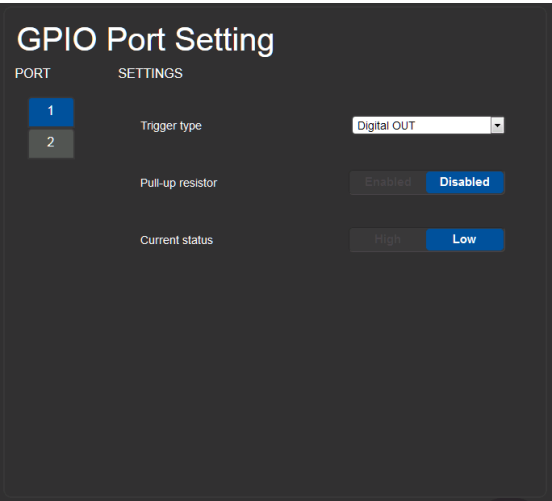 GPIO Port Setting
PORT SETTINGS
1
Trigger type Digital OUT
2
Pull-up resistor Enabled Disabled
Current status High Low